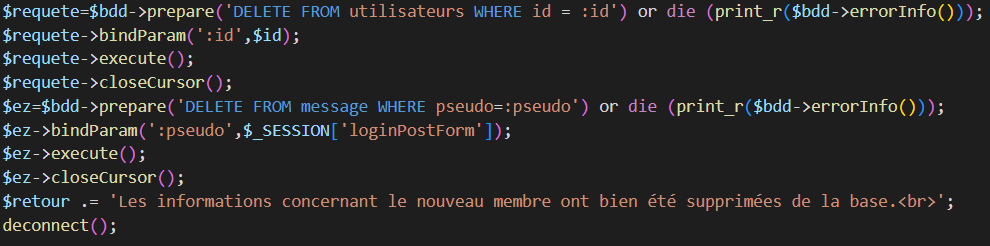 $requete=$bdd->prepare('DELETE FROM utilisateurs WHERE id = :id') or die (print_r($bdd->errorInfo()));
$requete->bindParam(':id',$id);
$requete->execute();
$requete->closeCursor();
$ez=$bdd->prepare('DELETE FROM message WHERE pseudo=:pseudo') or die (print_r($bdd->errorInfo()));
$ez->bindParam(':pseudo',$_SESSION['loginPostForm']);
$ez->execute();
$ez->closeCursor();
$retour .= 'Les informations concernant le nouveau membre ont bien été supprimées de la base.<br>';
deconnect();